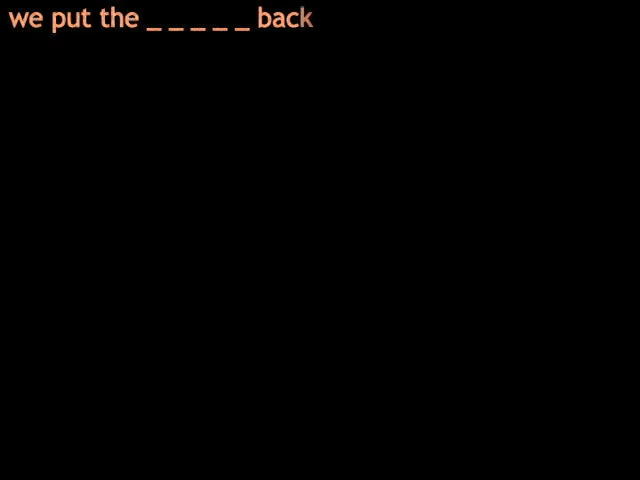 we put the _ _ _ _ _ back